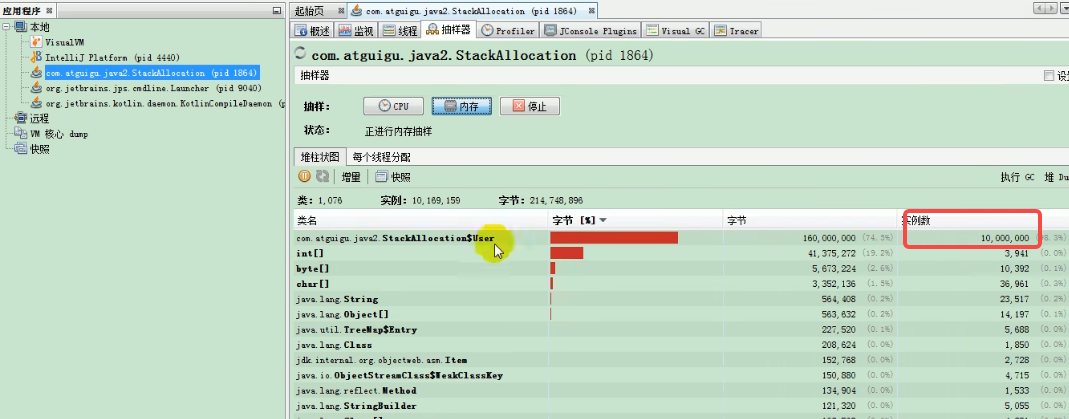 应用程序
本地
VisualVM
IntelliJ Platform (pid 4440)
com.atguigu.java2.StackAllocation (pid 1864)
org.jetbrains.jps.cmdline.Launcher (pid 9040)
org.jetbrains.kotlin.daemon.KotlinCompileDaemon (p
远程
VM 核心 dump
快照
起始页 com.atguigu.java2.StackAllocation (pid 1864)
概述 监视 线程 抽样器 Profiler JConsole Plugins Visual GC Tracer
com.atguigu.java2.StackAllocation (pid 1864)
抽样器
抽样: CPU 内存 停止
状态: 正进行内存抽样
堆柱状图 每个线程分配
增量 快照 执行 GC 堆 Du
类: 1,076 实例: 10,169,159 字节: 214,748,896
类名 字节 [%] 字节 实例数
com.atguigu.java2.StackAllocation$User 160,000,000 (74.5%) 10,000,000
int[] 41,375,272 (19.2%) 3,941 (0.0%)
byte[] 5,673,224 (2.6%) 10,392 (0.1%)
char[] 3,352,136 (1.5%) 36,961 (0.3%)
java.lang.String 564,408 (0.2%) 23,517 (0.2%)
java.lang.Object[] 563,632 (0.2%) 14,197 (0.1%)
java.util.TreeMap$Entry 227,520 (0.1%) 5,688 (0.0%)
java.lang.Class 208,624 (0.0%) 1,850 (0.0%)
jdk.internal.org.objectweb.asm.Item 152,768 (0.0%) 2,728 (0.0%)
java.io.ObjectStreamClass$WeakClassKey 150,880 (0.0%) 4,715 (0.0%)
java.lang.reflect.Method 134,904 (0.0%) 1,533 (0.0%)
java.lang.StringBuilder 121,320 (0.0%) 5,055 (0.0%)